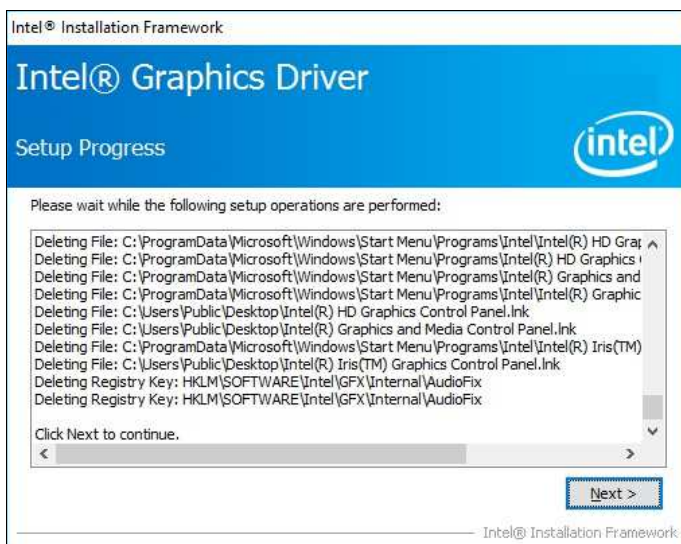 Intel® Installation Framework
Intel® Graphics Driver
Setup Progress
intel
Please wait while the following setup operations are performed:
Deleting File: C:\ProgramData\Microsoft\Windows\Start Menu\Programs\Intel\Intel(R) HD Grap
Deleting File: C:\ProgramData\Microsoft\Windows\Start Menu\Programs\Intel(R) HD Graphics
Deleting File: C:\ProgramData\Microsoft\Windows\Start Menu\Programs\Intel(R) Graphics and
Deleting File: C:\ProgramData\Microsoft\Windows\Start Menu\Programs\Intel\Intel(R) Graphic
Deleting File: C:\Users\Public\Desktop\Intel(R) HD Graphics Control Panel.lnk
Deleting File: C:\Users\Public\Desktop\Intel(R) Graphics and Media Control Panel.lnk
Deleting File: C:\ProgramData\Microsoft\Windows\Start Menu\Programs\Intel\Intel(R) Iris(TM)
Deleting File: C:\Users\Public\Desktop\Intel(R) Iris(TM) Graphics Control Panel.lnk
Deleting Registry Key: HKLM\SOFTWARE\Intel\GFX\Internal\AudioFix
Deleting Registry Key: HKLM\SOFTWARE\Intel\GFX\Internal\AudioFix
Click Next to continue.
Next >
Intel® Installation Framework